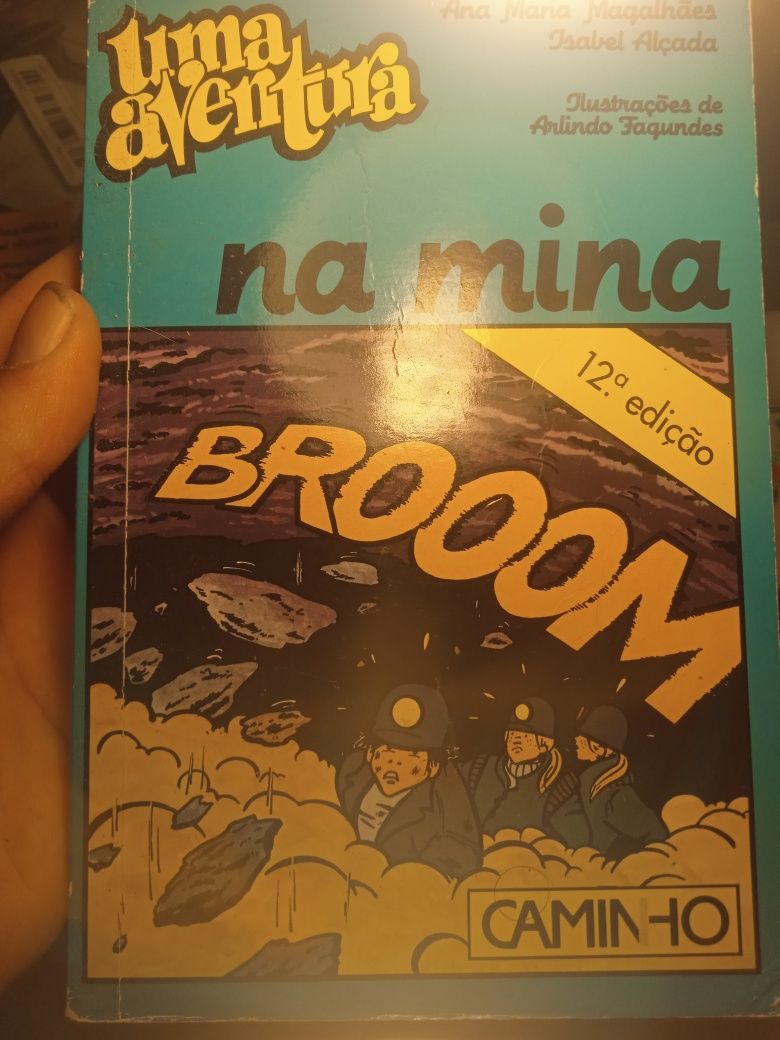 Ana Maria Magalhães
Isabel Alçada
uma
aventura
Ilustrações de
Arlindo Fagundes
na mina
12.ª edição
BROOOM
CAMINHO